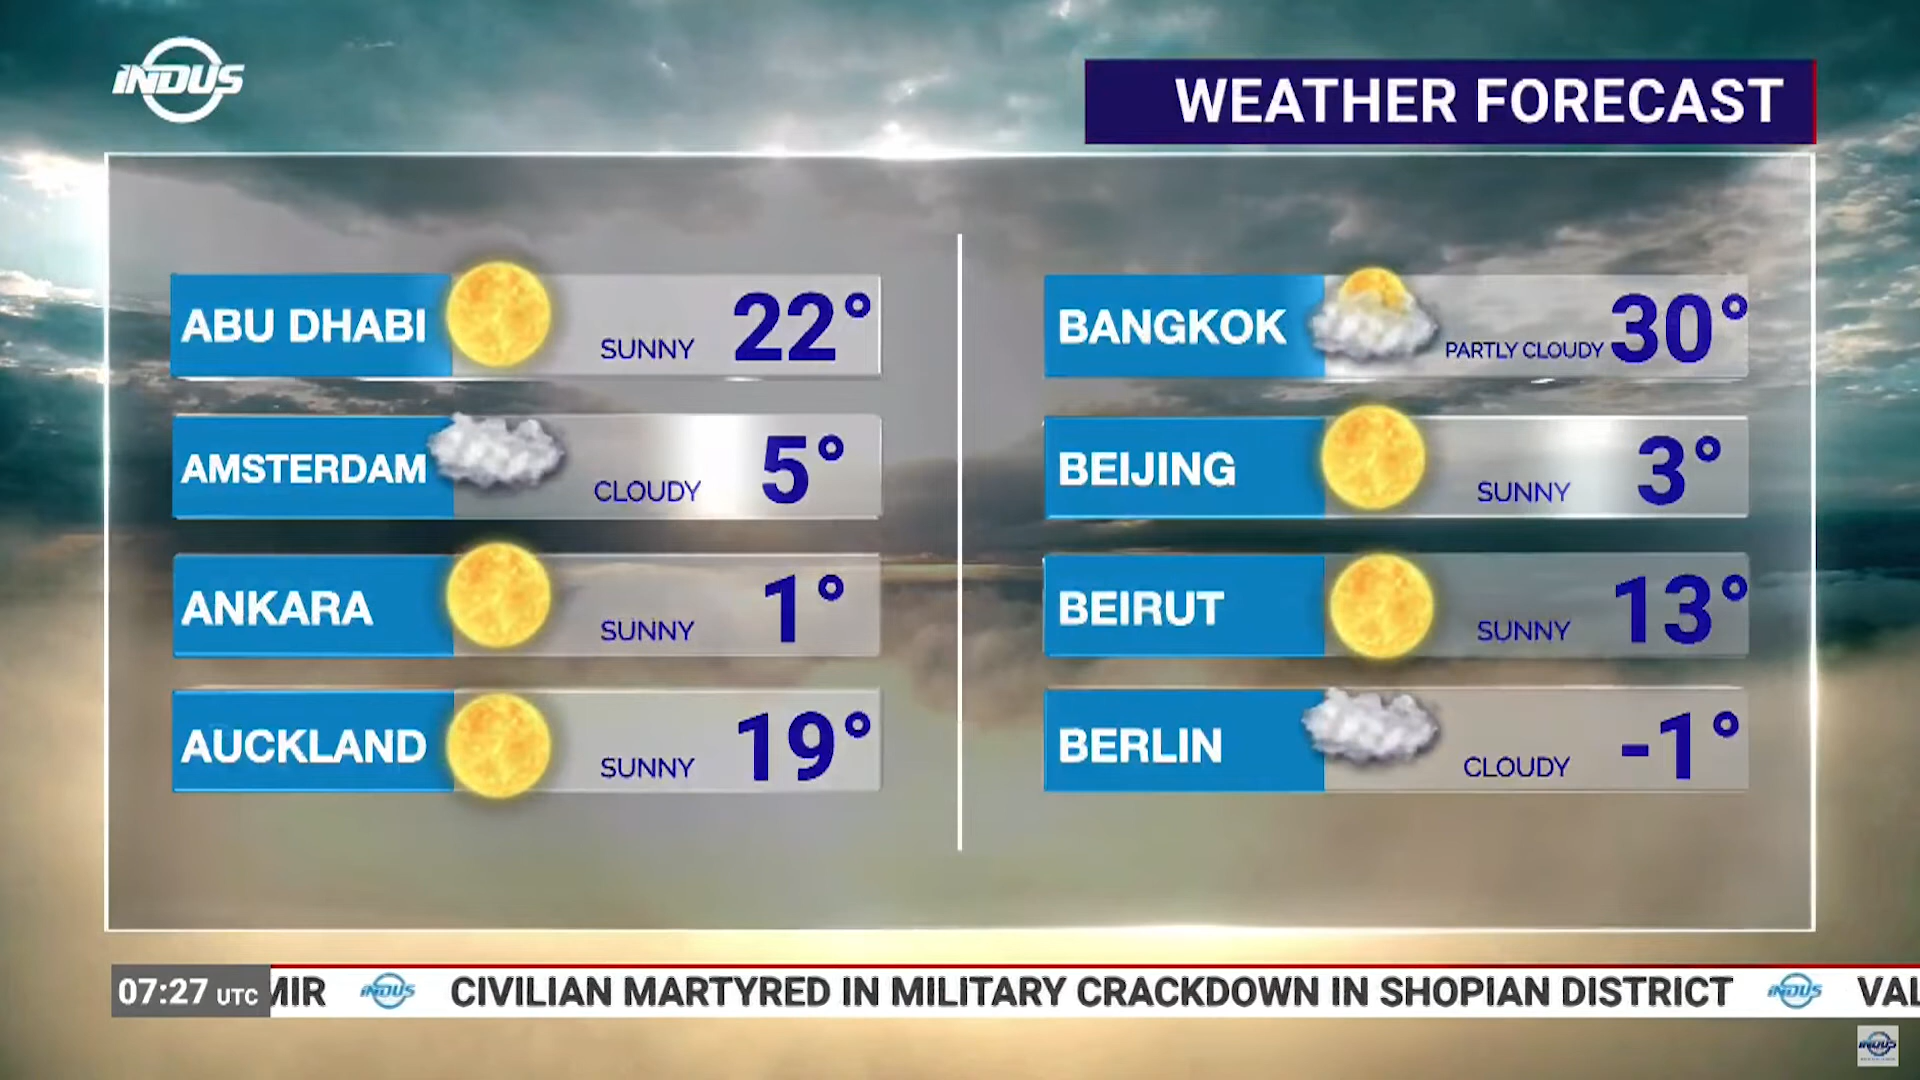 INDUS
WEATHER FORECAST
ABU DHABI SUNNY 22°
AMSTERDAM CLOUDY 5°
ANKARA SUNNY 1°
AUCKLAND SUNNY 19°
BANGKOK PARTLY CLOUDY 30°
BEIJING SUNNY 3°
BEIRUT SUNNY 13°
BERLIN CLOUDY -1°
07:27 UTC MIR INDUS CIVILIAN MARTYRED IN MILITARY CRACKDOWN IN SHOPIAN DISTRICT INDUS VAL
INDUS